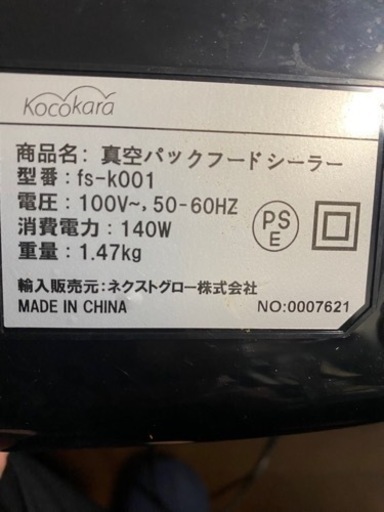 Kocokara
商品名: 真空パックフードシーラー
型番: fs-k001
電圧: 100V~, 50-60HZ
消費電力: 140W
重量: 1.47kg
PS
E
輸入販売元: ネクストグロー株式会社
MADE IN CHINA NO:0007621